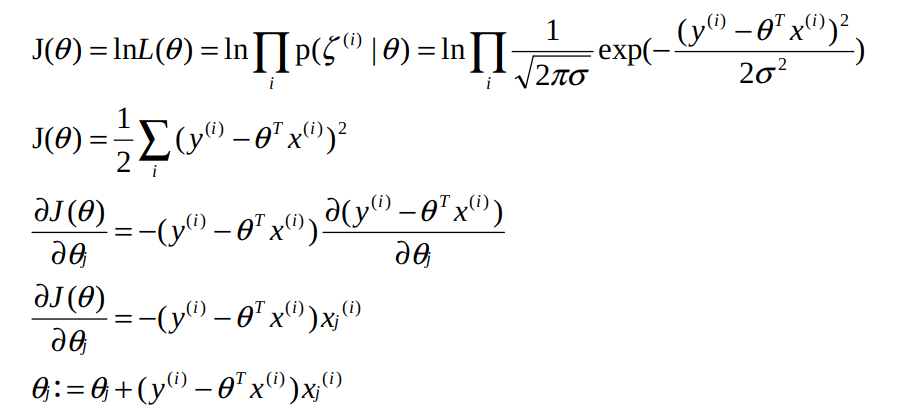 J(θ) = lnL(θ) = ln∏_i p(ζ^(i) | θ) = ln∏_i 1/√(2πσ) exp(−(y^(i) − θ^T x^(i))^2 / 2σ^2)
J(θ) = 1/2 ∑_i (y^(i) − θ^T x^(i))^2
∂J(θ)/∂θ_j = −(y^(i) − θ^T x^(i)) ∂(y^(i) − θ^T x^(i))/∂θ_j
∂J(θ)/∂θ_j = −(y^(i) − θ^T x^(i))x_j^(i)
θ_j := θ_j + (y^(i) − θ^T x^(i))x_j^(i)